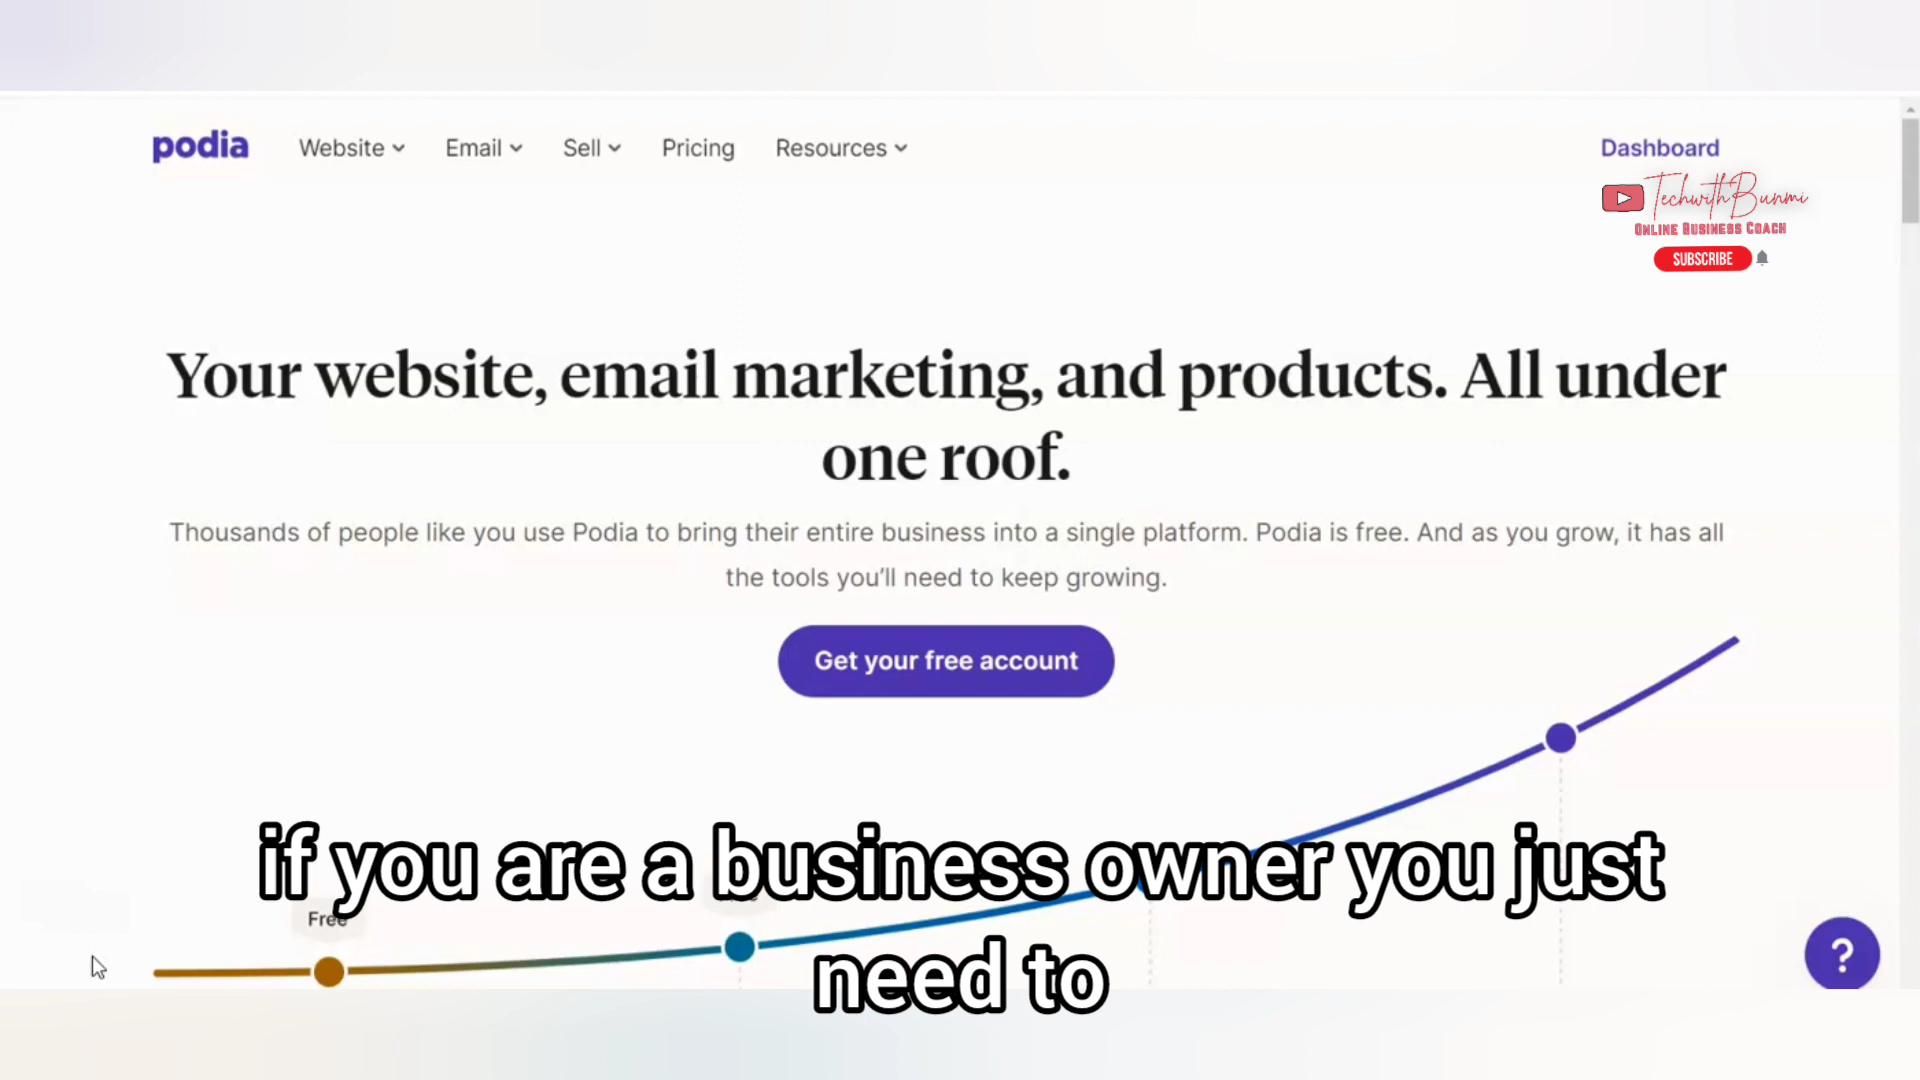 podia
Website
Email
Sell
Pricing
Resources
Dashboard
TechwithBunmi
ONLINE BUSINESS COACH
SUBSCRIBE
Your website, email marketing, and products. All under
one roof.
Thousands of people like you use Podia to bring their entire business into a single platform. Podia is free. And as you grow, it has all
the tools you'll need to keep growing.
Get your free account
if you are a business owner you just
need to
Free
?